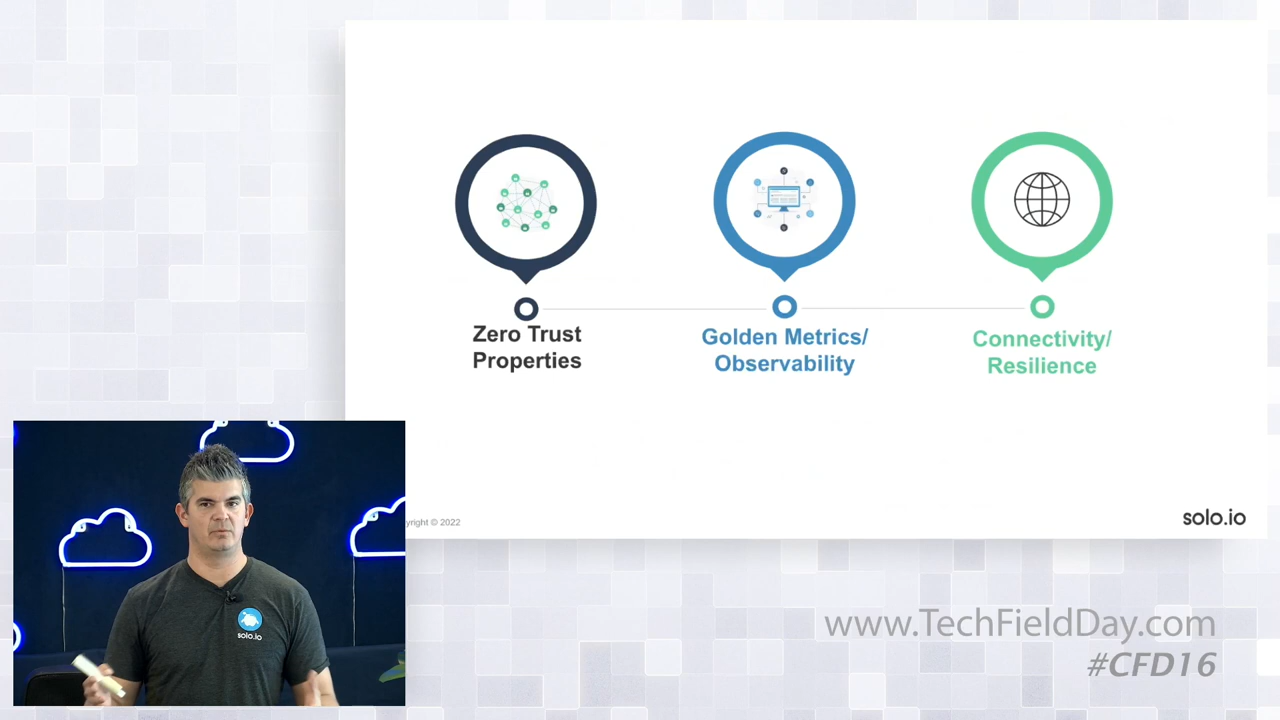 Zero Trust
Properties
Golden Metrics/
Observability
Connectivity/
Resilience
yright © 2022
solo.io
solo.io
www.TechFieldDay.com
#CFD16